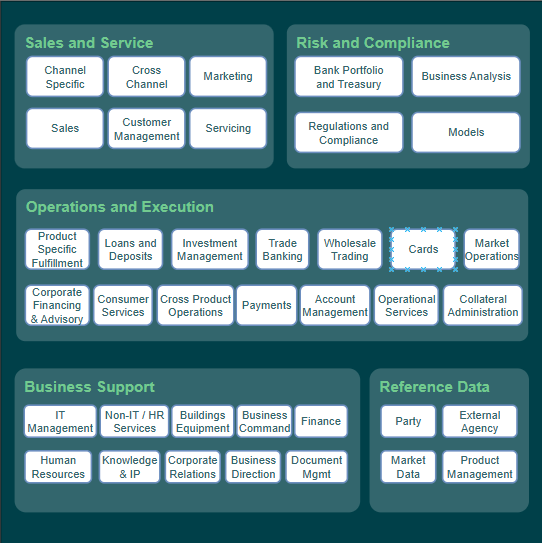 Sales and Service
Channel
Specific
Cross
Channel
Marketing
Sales
Customer
Management
Servicing
Risk and Compliance
Bank Portfolio
and Treasury
Business Analysis
Regulations and
Compliance
Models
Operations and Execution
Product
Specific
Fulfillment
Loans and
Deposits
Investment
Management
Trade
Banking
Wholesale
Trading
Cards
Market
Operations
Corporate
Financing
& Advisory
Consumer
Services
Cross Product
Operations
Payments
Account
Management
Operational
Services
Collateral
Administration
Business Support
IT
Management
Non-IT / HR
Services
Buildings
Equipment
Business
Command
Finance
Human
Resources
Knowledge
& IP
Corporate
Relations
Business
Direction
Document
Mgmt
Reference Data
Party
External
Agency
Market
Data
Product
Management